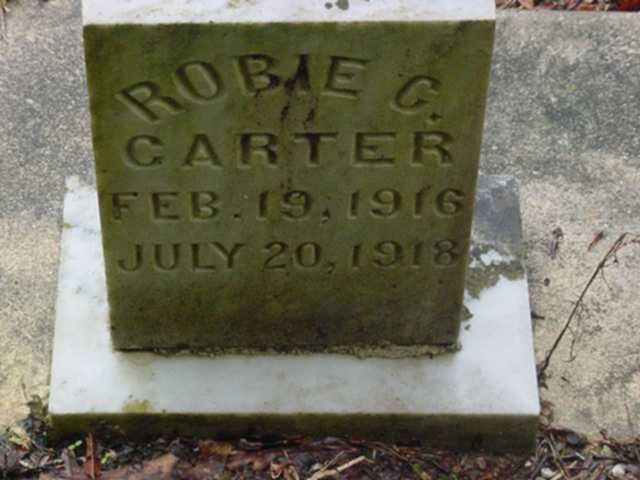 ROBIE C.
CARTER
FEB. 19, 1916
JULY 20, 1918